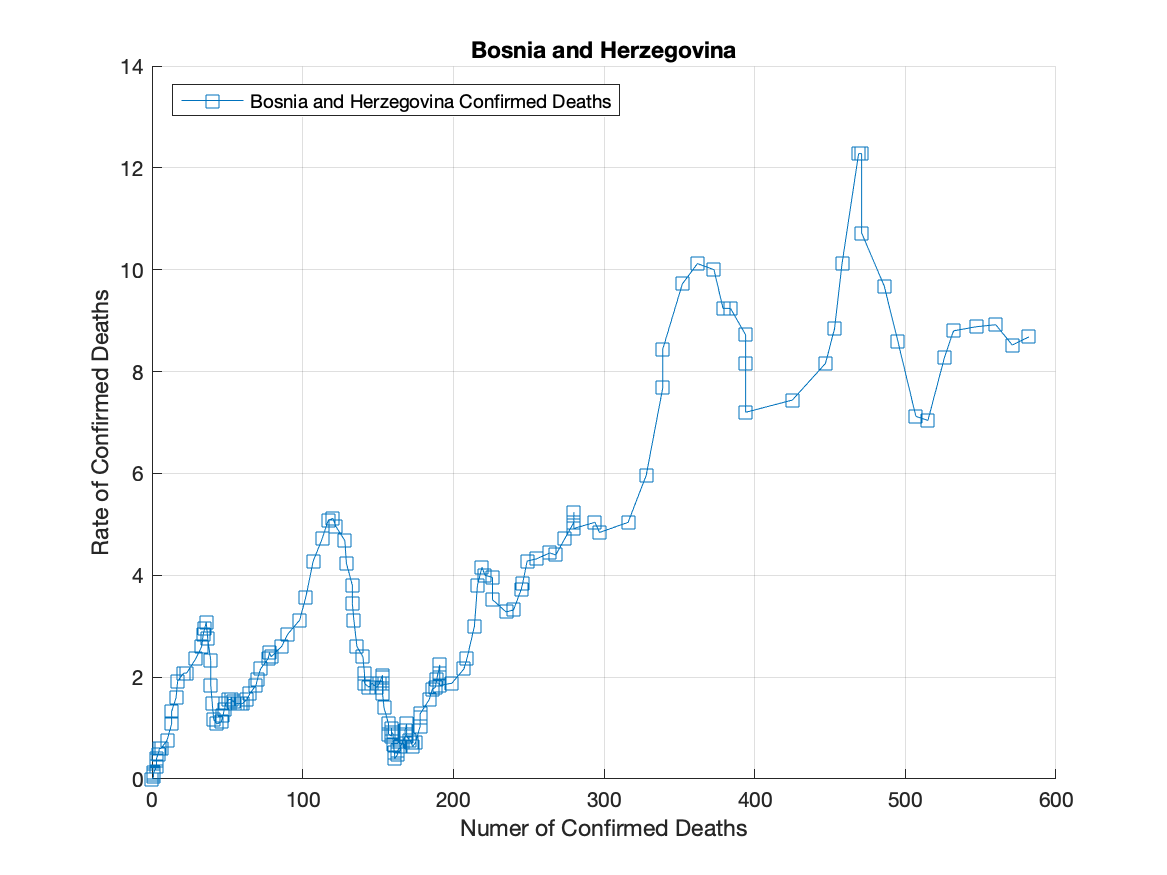 Bosnia and Herzegovina
14
Bosnia and Herzegovina Confirmed Deaths
12
10
8
6
4
2
0
Rate of Confirmed Deaths
0 100 200 300 400 500 600
Numer of Confirmed Deaths